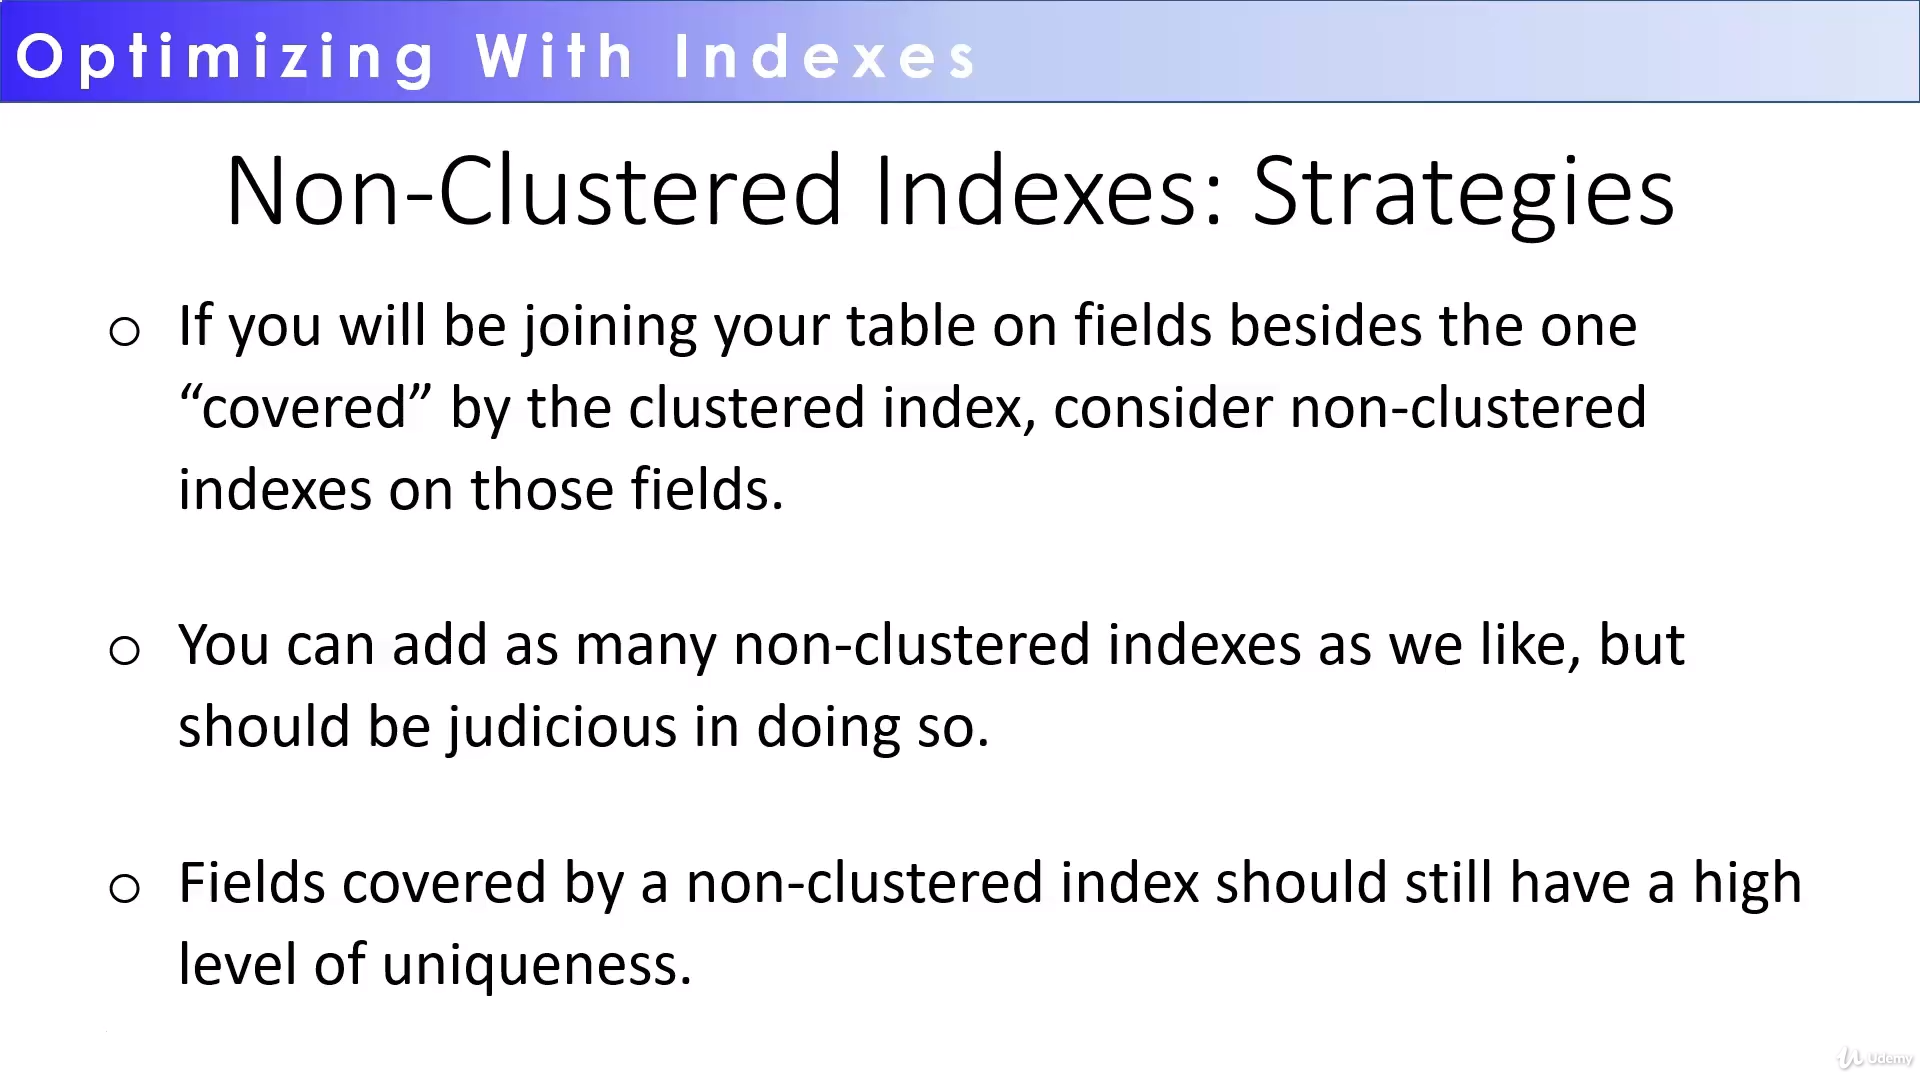 Optimizing With Indexes
Non-Clustered Indexes: Strategies
o If you will be joining your table on fields besides the one
“covered” by the clustered index, consider non-clustered
indexes on those fields.
o You can add as many non-clustered indexes as we like, but
should be judicious in doing so.
o Fields covered by a non-clustered index should still have a high
level of uniqueness.
Udemy